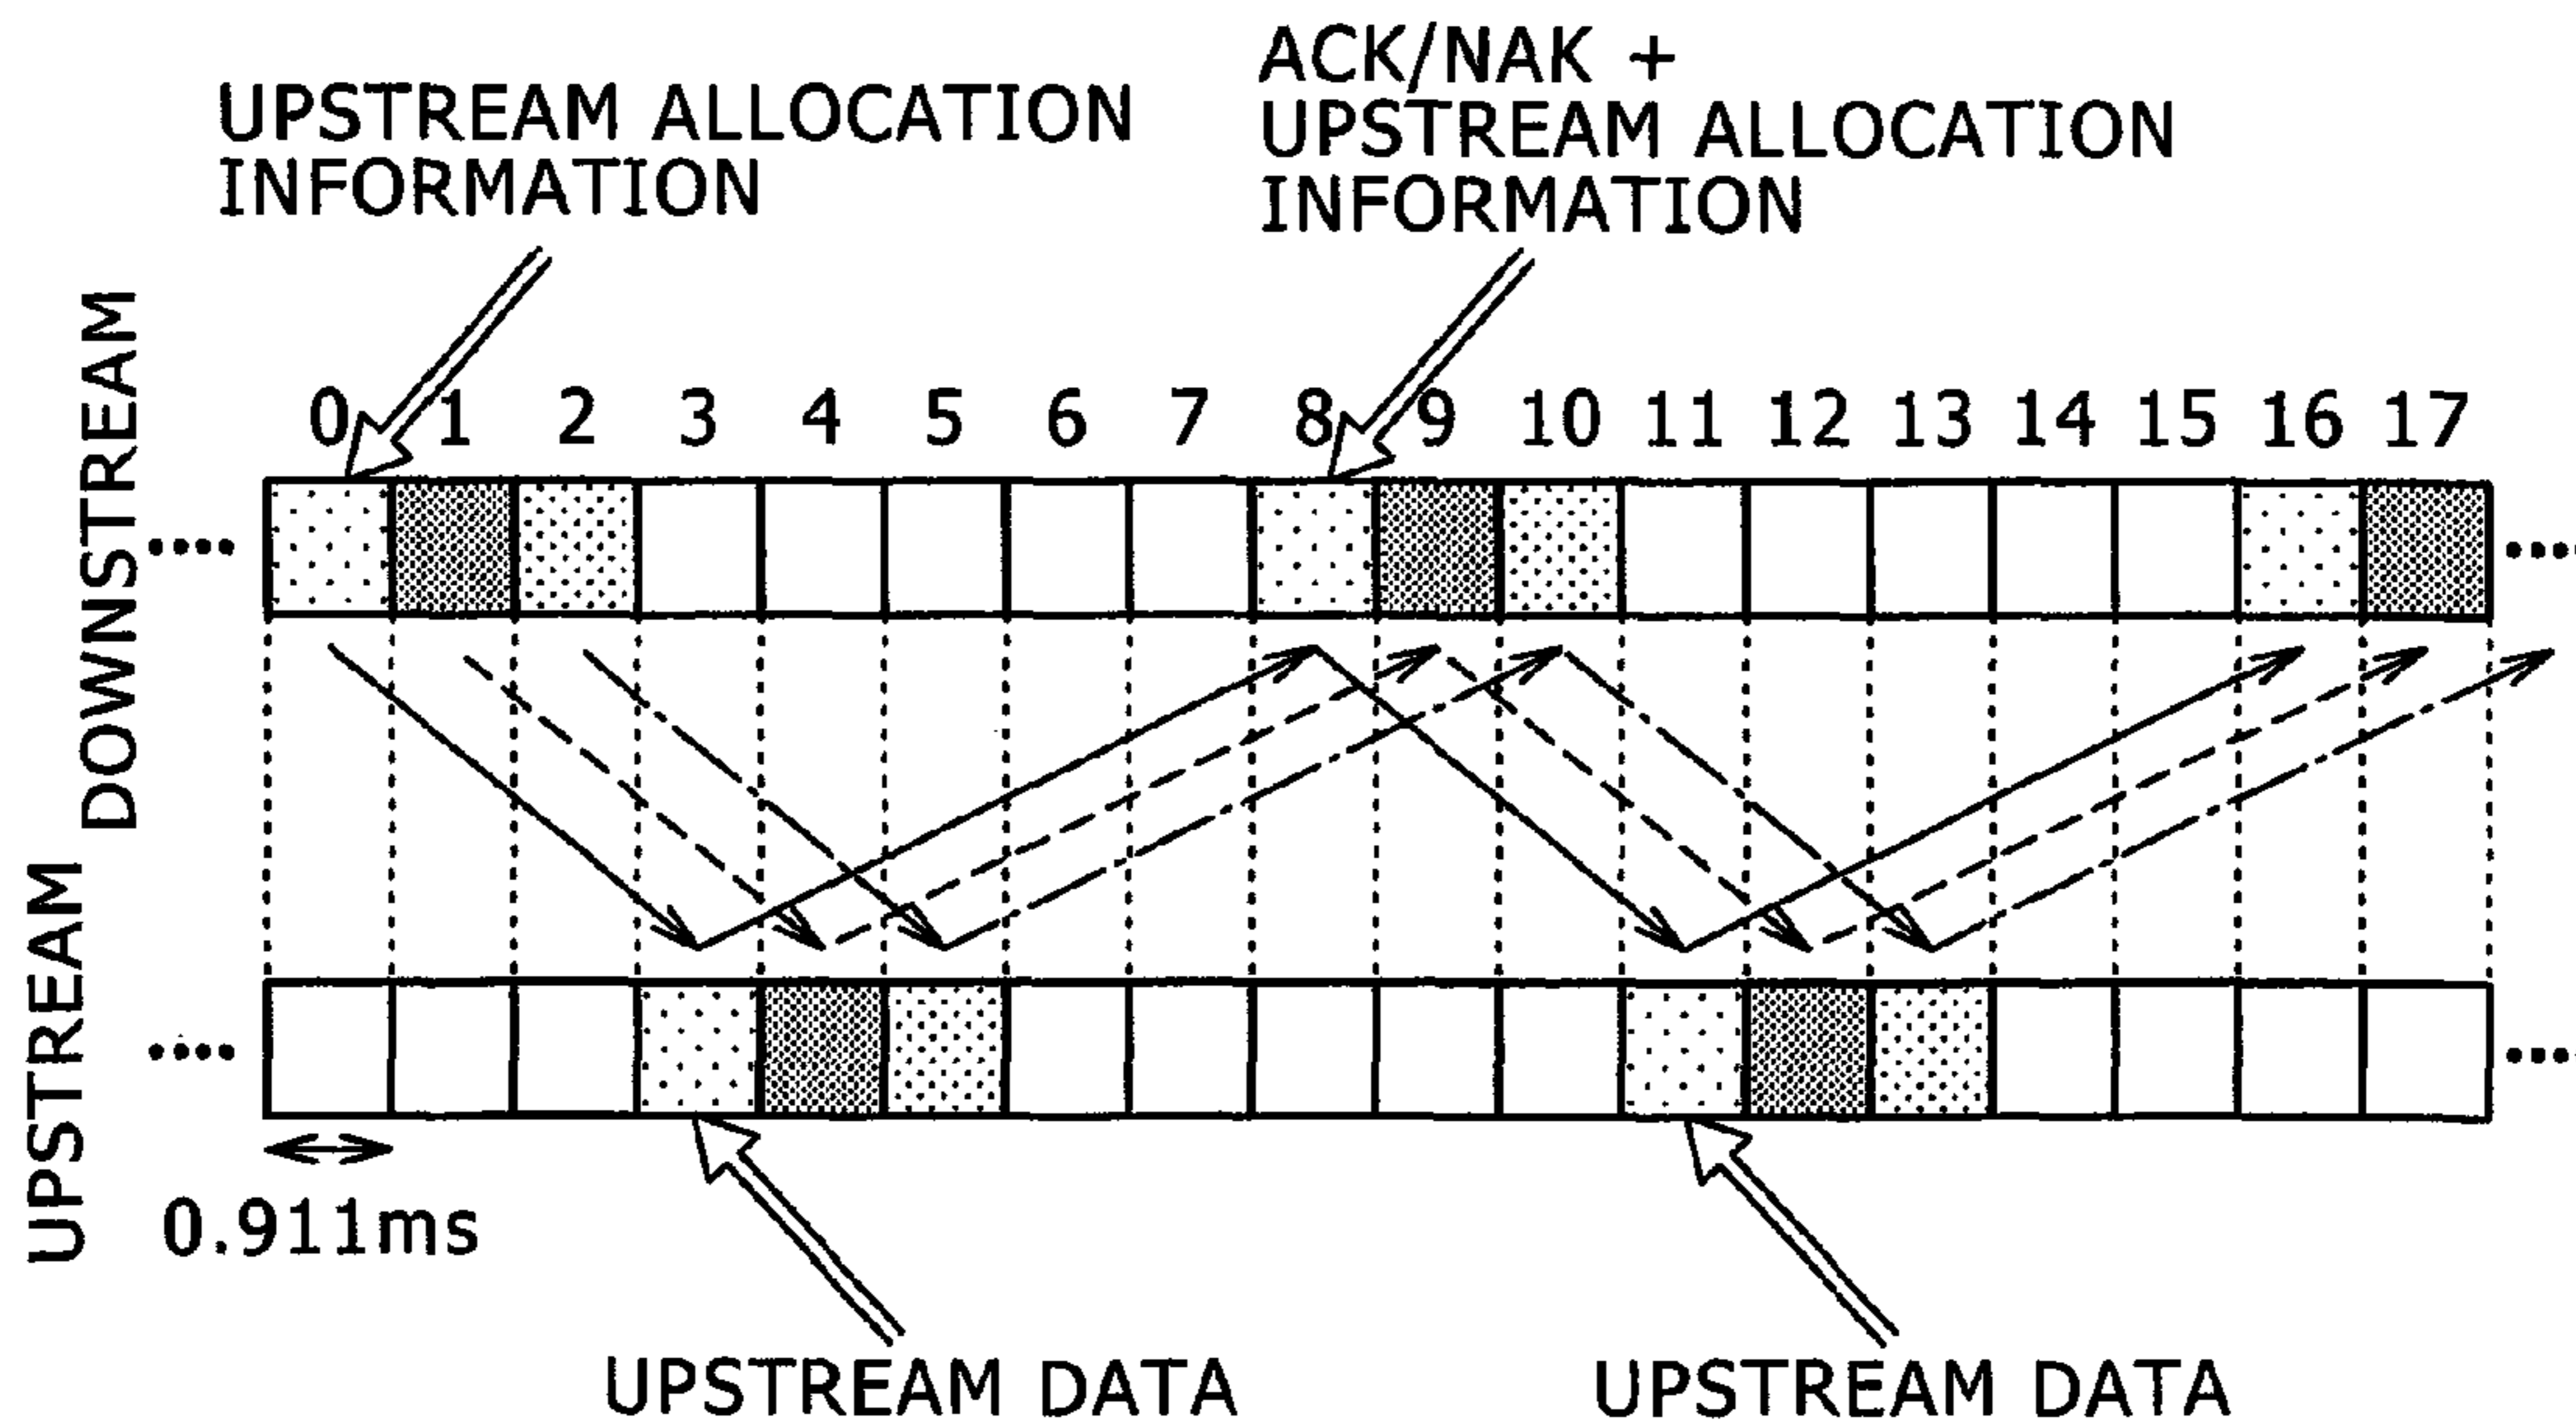 UPSTREAM ALLOCATION
INFORMATION
ACK/NAK +
UPSTREAM ALLOCATION
INFORMATION
DOWNSTREAM
0 1 2 3 4 5 6 7 8 9 10 11 12 13 14 15 16 17
UPSTREAM
0.911ms
UPSTREAM DATA
UPSTREAM DATA